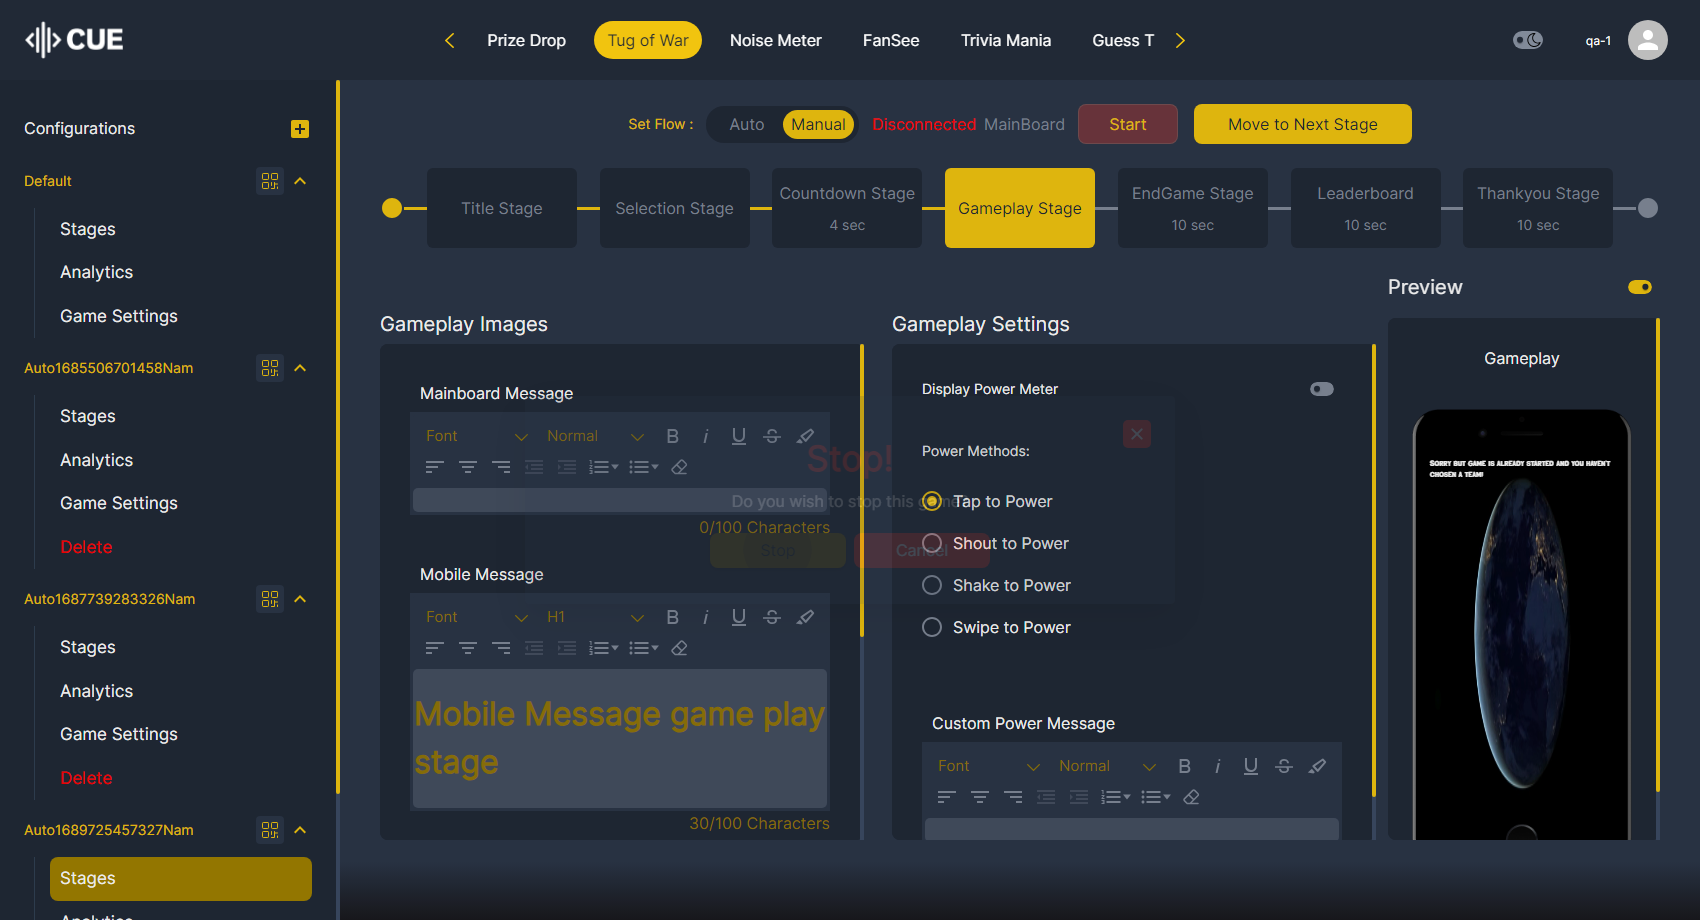 CUE
Prize Drop
Tug of War
Noise Meter
FanSee
Trivia Mania
Guess T
qa-1
Configurations
Default
Stages
Analytics
Game Settings
Auto1685506701458Nam
Stages
Analytics
Game Settings
Delete
Auto1687739283326Nam
Stages
Analytics
Game Settings
Delete
Auto1689725457327Nam
Stages
Analytics
Set Flow :
Auto
Manual
Disconnected MainBoard
Start
Move to Next Stage
Title Stage
Selection Stage
Countdown Stage
4 sec
Gameplay Stage
EndGame Stage
10 sec
Leaderboard
10 sec
Thankyou Stage
10 sec
Gameplay Images
Mainboard Message
Font
Normal
0/100 Characters
Mobile Message
Font
H1
Mobile Message game play
stage
30/100 Characters
Stop!
Do you wish to stop this game
Stop
Cancel
Gameplay Settings
Display Power Meter
Power Methods:
Tap to Power
Shout to Power
Shake to Power
Swipe to Power
Custom Power Message
Font
Normal
Preview
Gameplay
Sorry but game is already started and you haven't
chosen a team!